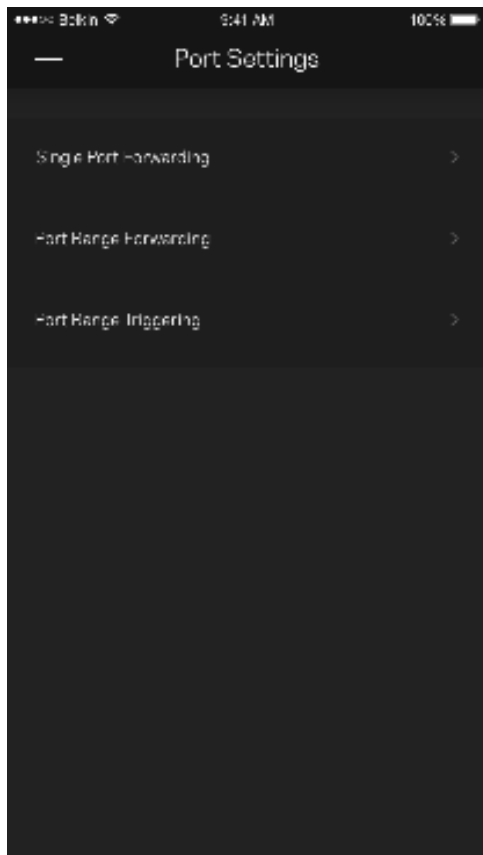 Belkin 9:41 AM 100%
Port Settings
Single Port Forwarding
Port Range Forwarding
Port Range Triggering